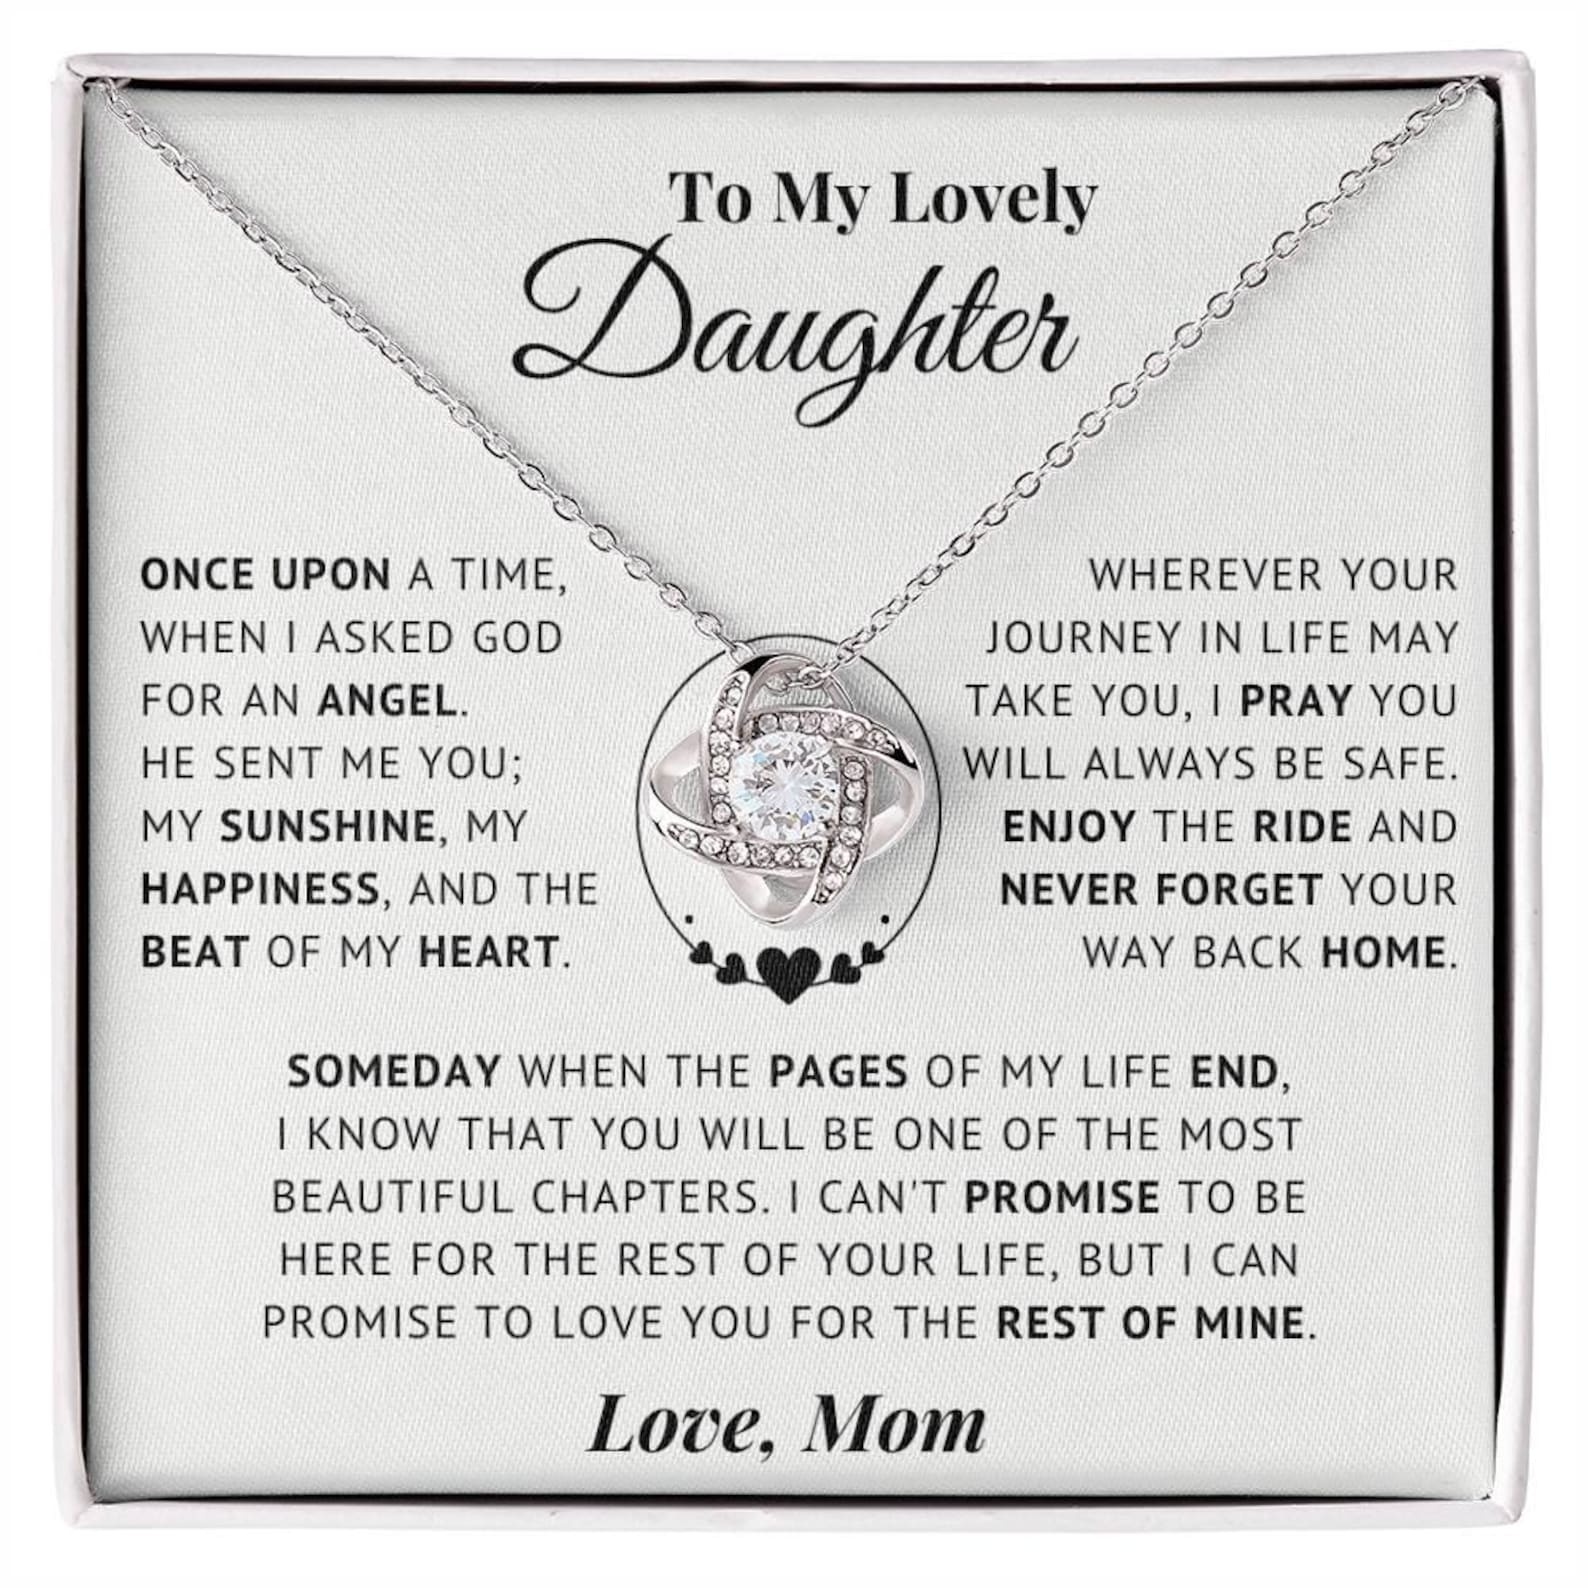 To My Lovely
Daughter
ONCE UPON A TIME,
WHEN I ASKED GOD
FOR AN ANGEL.
HE SENT ME YOU;
MY SUNSHINE, MY
HAPPINESS, AND THE
BEAT OF MY HEART.
WHEREVER YOUR
JOURNEY IN LIFE MAY
TAKE YOU, I PRAY YOU
WILL ALWAYS BE SAFE.
ENJOY THE RIDE AND
NEVER FORGET YOUR
WAY BACK HOME.
SOMEDAY WHEN THE PAGES OF MY LIFE END,
I KNOW THAT YOU WILL BE ONE OF THE MOST
BEAUTIFUL CHAPTERS. I CAN'T PROMISE TO BE
HERE FOR THE REST OF YOUR LIFE, BUT I CAN
PROMISE TO LOVE YOU FOR THE REST OF MINE.
Love, Mom